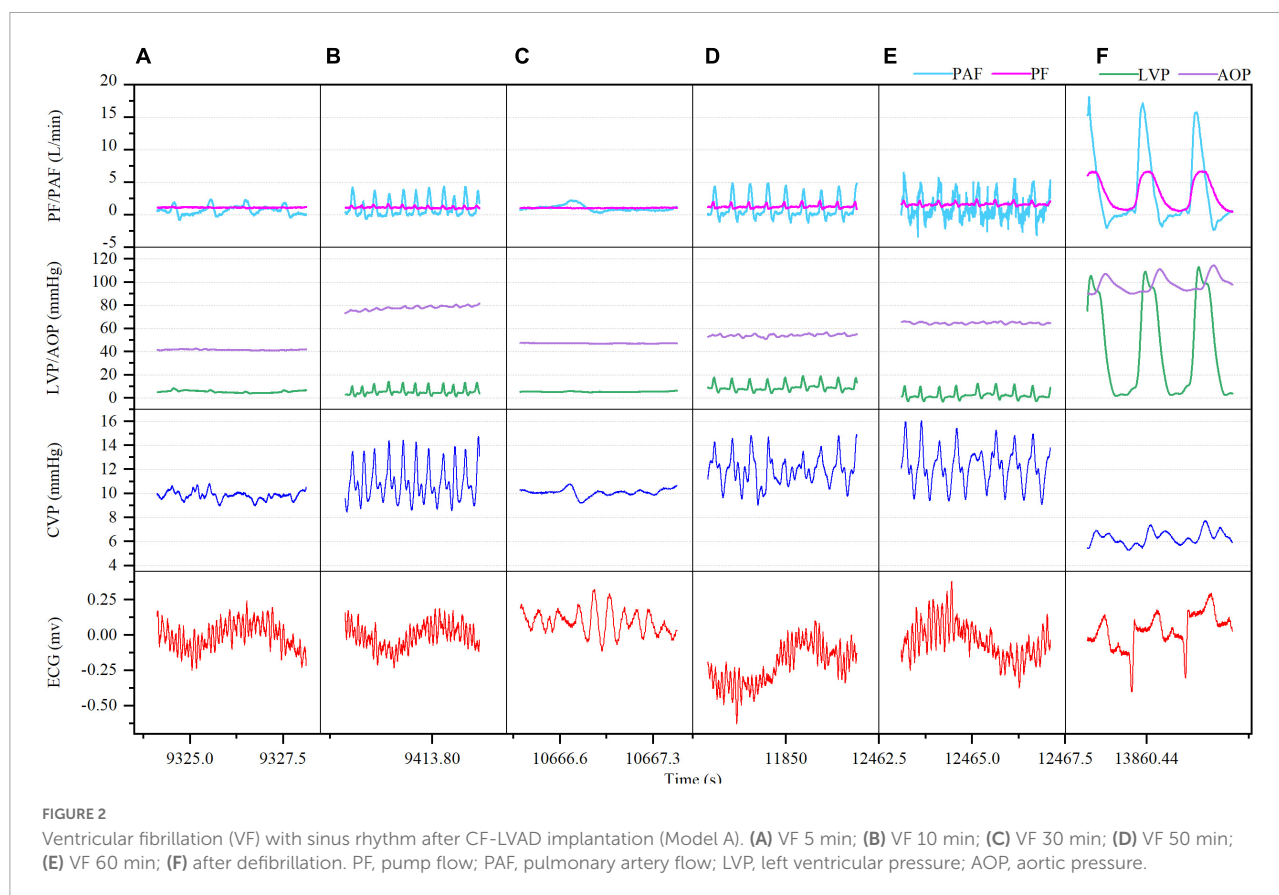 A B C D E F
PAF PF LVP AOP
PF/PAF (L/min)
20
15
10
5
0
-5
LVP/AOP (mmHg)
120
100
80
60
40
20
0
CVP (mmHg)
16
14
12
10
8
6
4
ECG (mv)
0.25
0.00
-0.25
-0.50
9325.0 9327.5 9413.80 10666.6 10667.3 11850 12462.5 12465.0 12467.5 13860.44
Time (s)
FIGURE 2
Ventricular fibrillation (VF) with sinus rhythm after CF-LVAD implantation (Model A). (A) VF 5 min; (B) VF 10 min; (C) VF 30 min; (D) VF 50 min;
(E) VF 60 min; (F) after defibrillation. PF, pump flow; PAF, pulmonary artery flow; LVP, left ventricular pressure; AOP, aortic pressure.